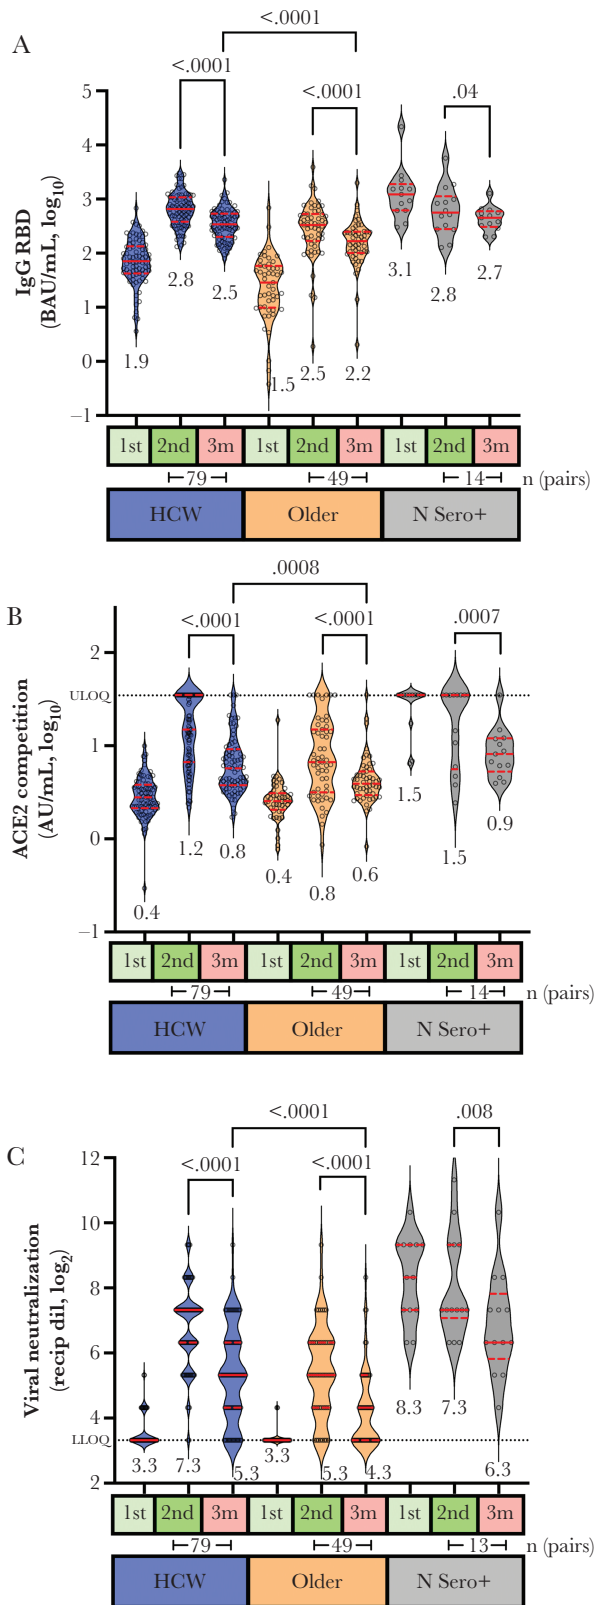 A
<.0001
<.0001
<.0001
.04
IgG RBD
(BAU/mL, log10)
5
4
3
2
1
0
–1
1.9
2.8
2.5
1.5
2.5
2.2
3.1
2.8
2.7
1st 2nd 3m 1st 2nd 3m 1st 2nd 3m
79 49 14 n (pairs)
HCW Older N Sero+
B
.0008
<.0001
<.0001
.0007
ACE2 competition
(AU/mL, log10)
2
ULOQ
1
0
–1
0.4
1.2
0.8
0.4
0.8
0.6
1.5
1.5
0.9
1st 2nd 3m 1st 2nd 3m 1st 2nd 3m
79 49 14 n (pairs)
HCW Older N Sero+
C
<.0001
<.0001
<.0001
.008
Viral neutralization
(recip dil, log2)
12
10
8
6
4
LLOQ
2
3.3
7.3
5.3
3.3
5.3
4.3
8.3
7.3
6.3
1st 2nd 3m 1st 2nd 3m 1st 2nd 3m
79 49 13 n (pairs)
HCW Older N Sero+